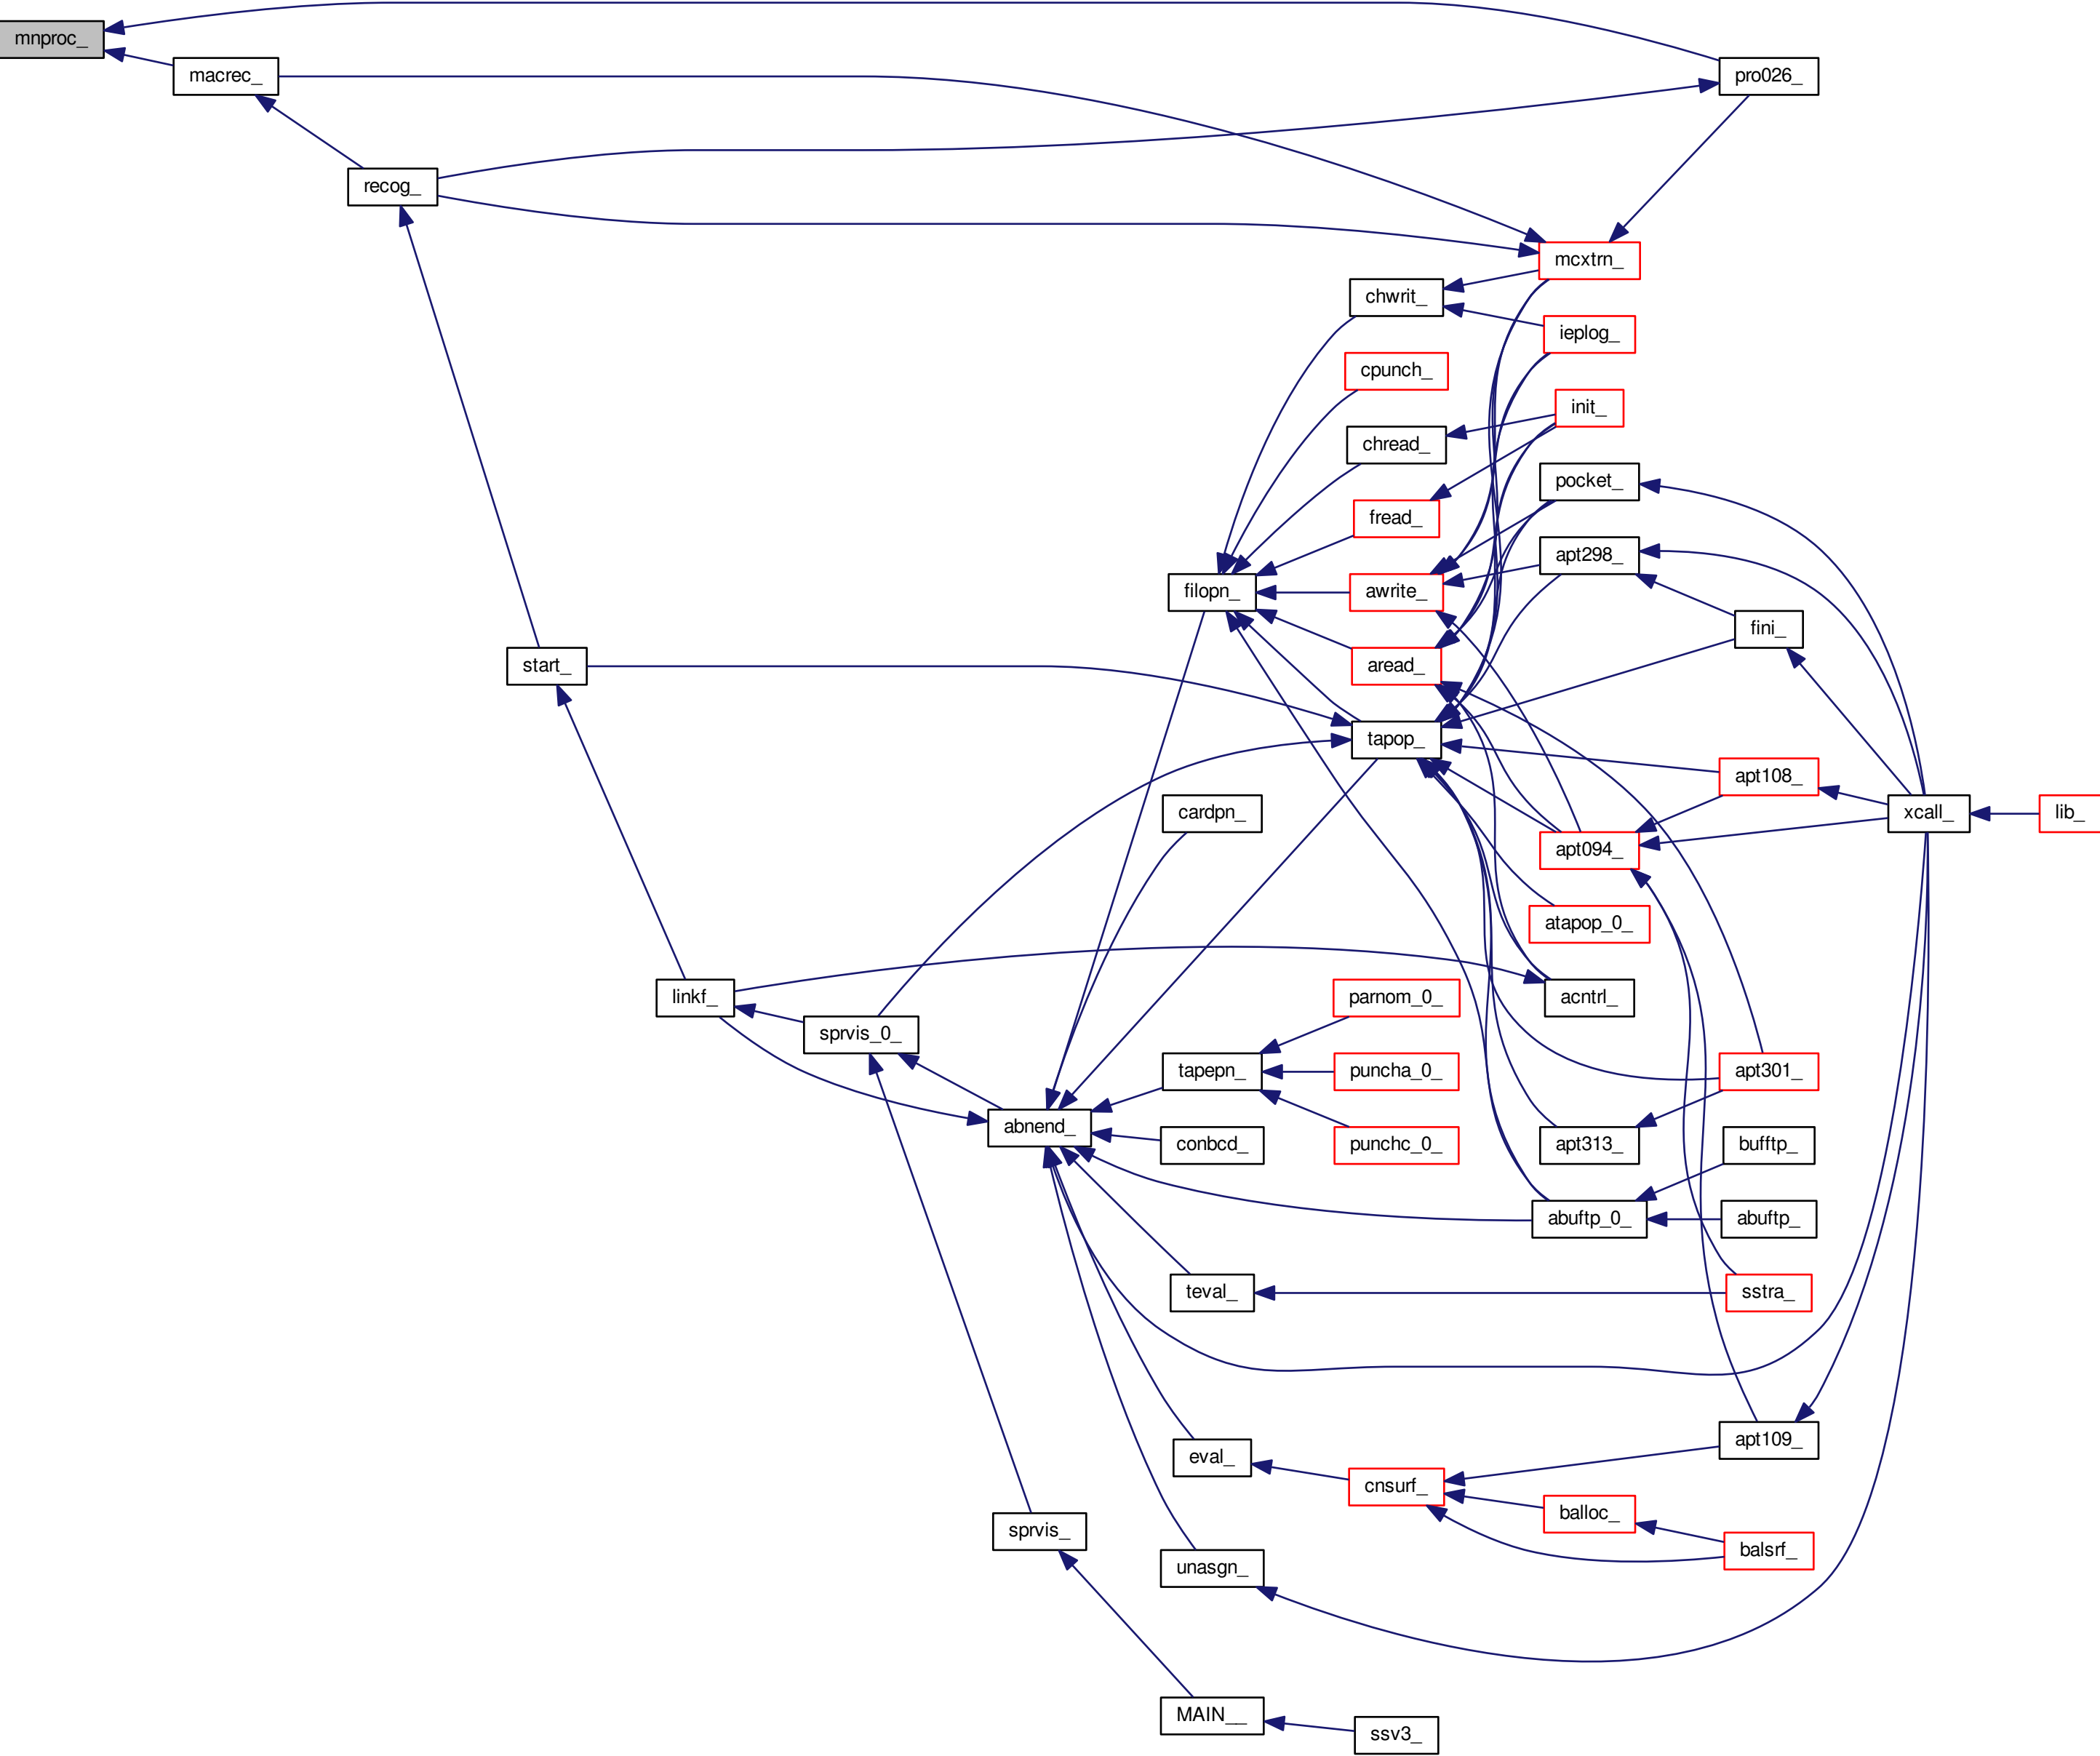 mnproc_
macrec_
pro026_
recog_
mcxtrn_
chwrit_
ieplog_
cpunch_
init_
chread_
pocket_
fread_
apt298_
filopn_
awrite_
fini_
start_
aread_
tapop_
apt108_
cardpn_
xcall_
lib_
apt094_
atapop_0_
linkf_
parnom_0_
acntrl_
sprvis_0_
tapepn_
puncha_0_
apt301_
abnend_
conbcd_
punchc_0_
apt313_
bufftp_
abuftp_0_
abuftp_
teval_
sstra_
apt109_
eval_
cnsurf_
balloc_
sprvis_
balsrf_
unasgn_
MAIN__
ssv3_